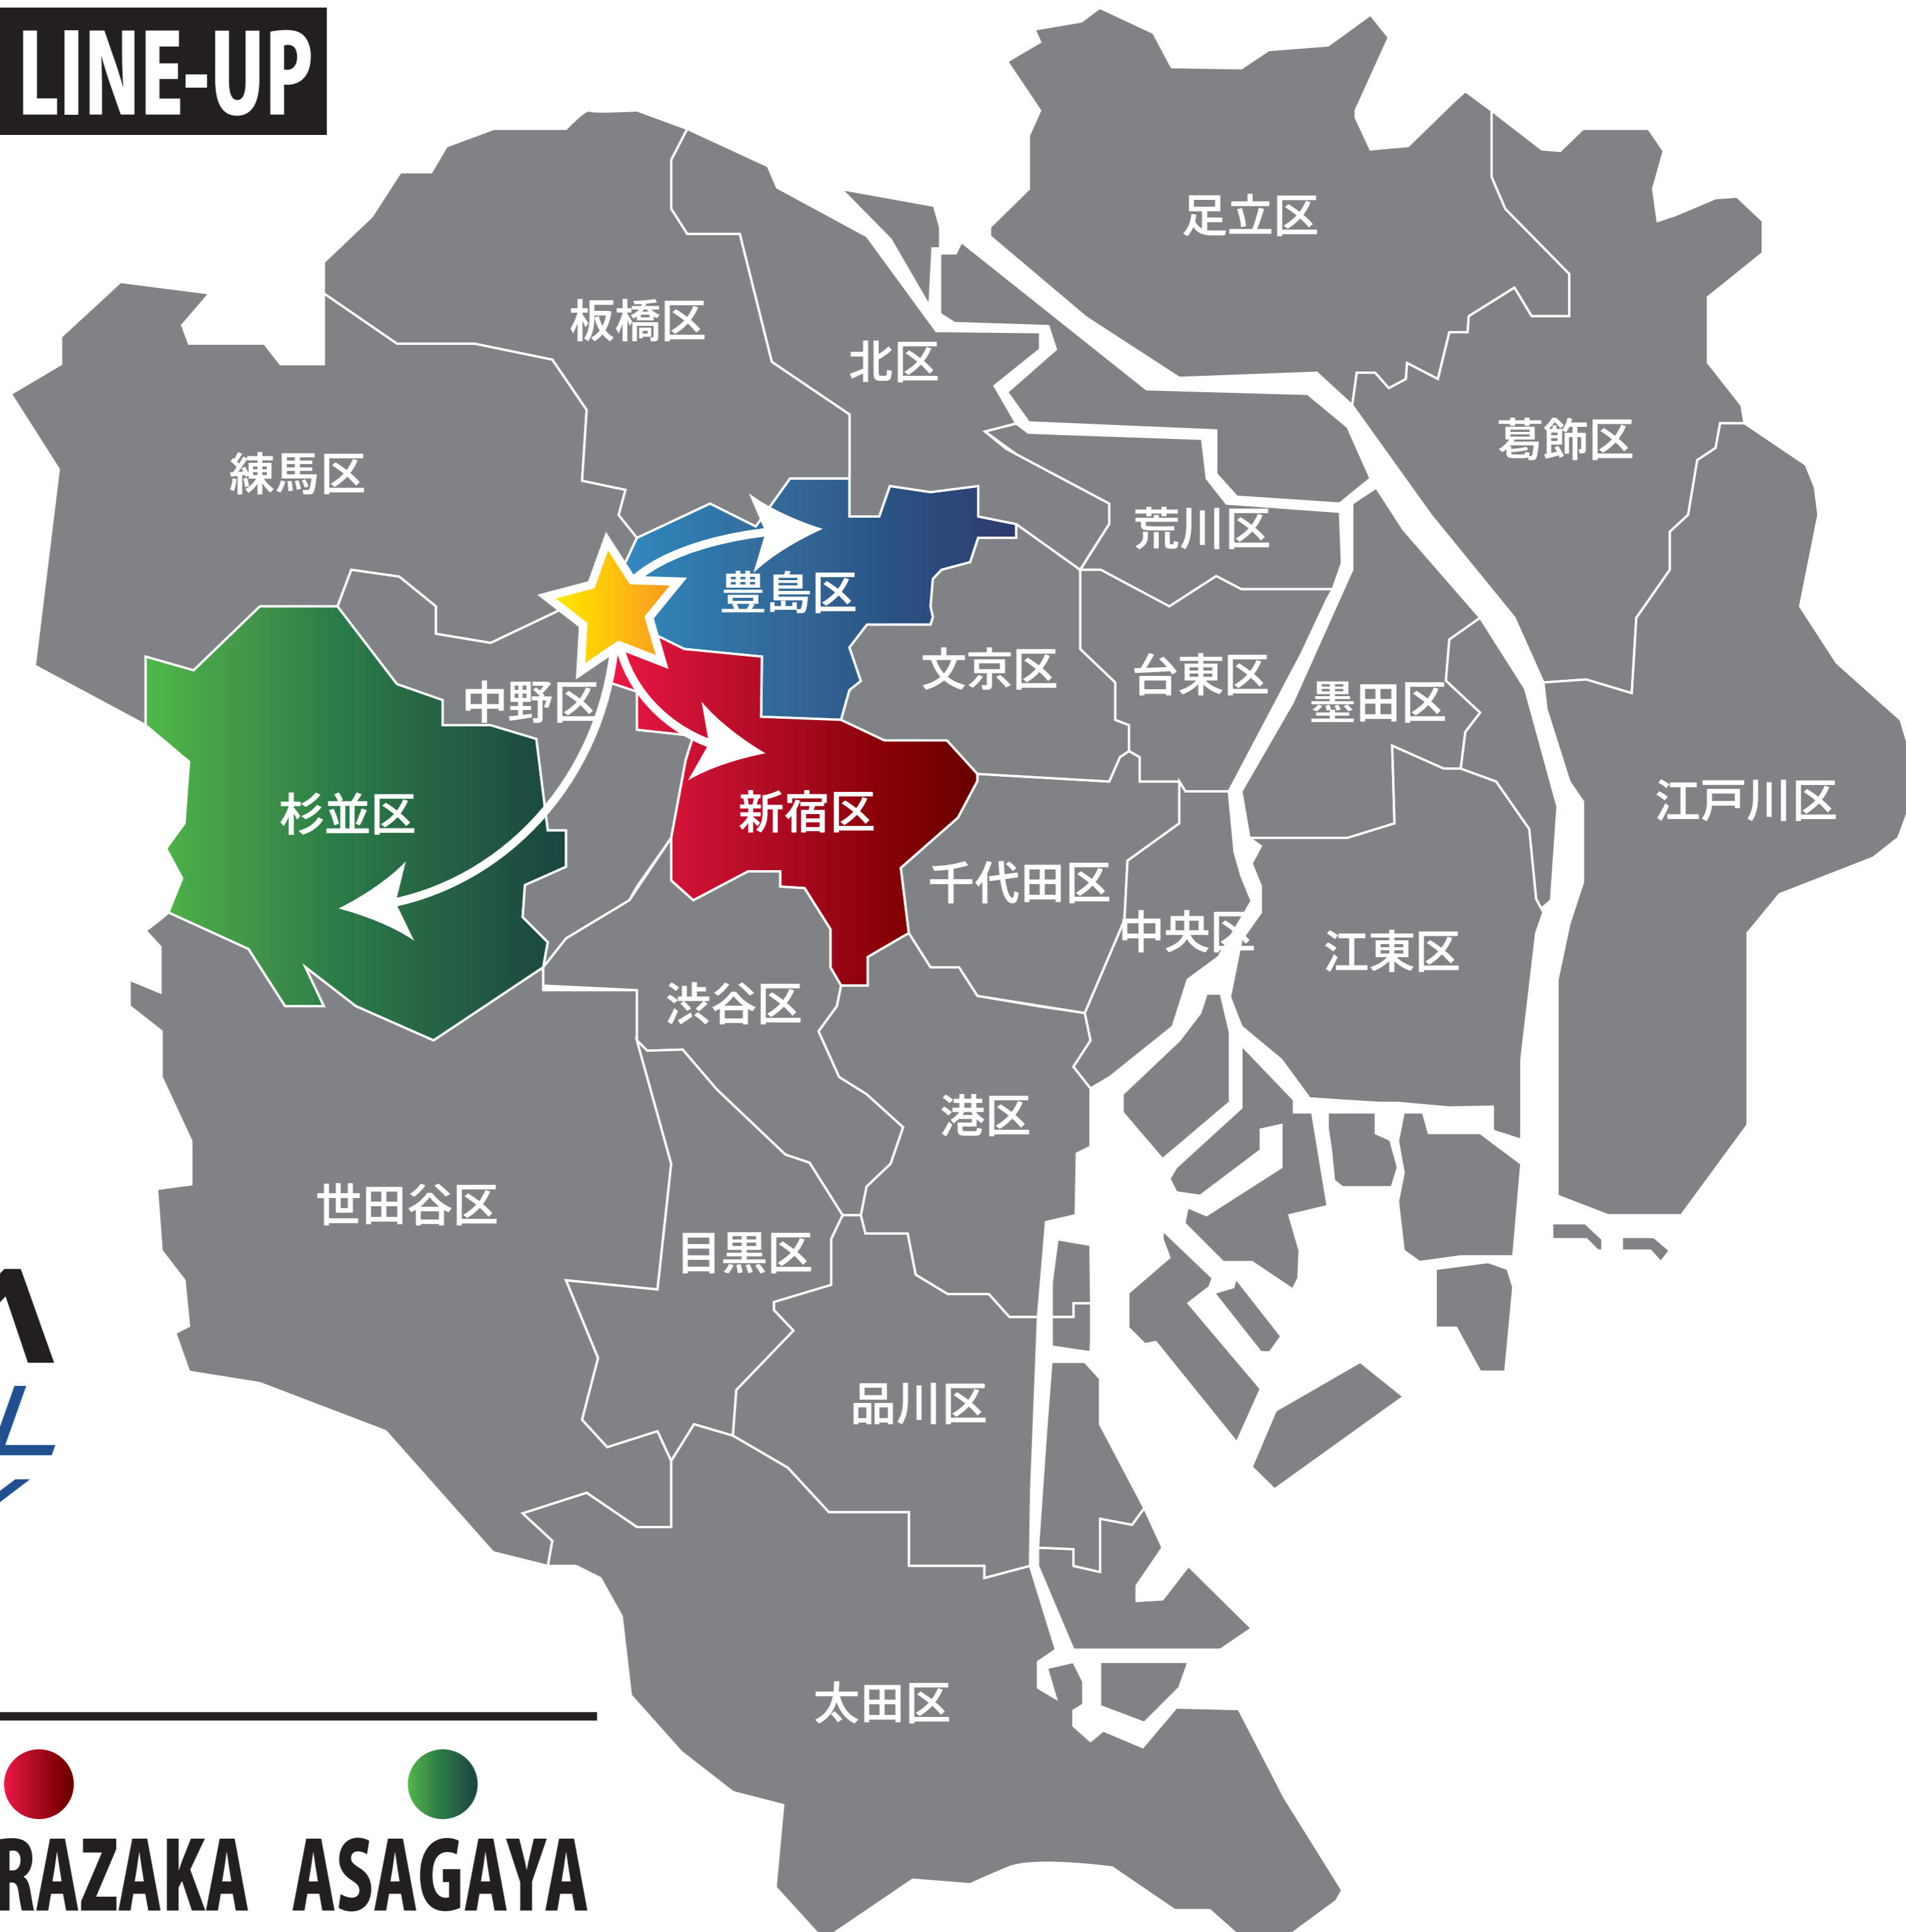 LINE-UP
足立区
板橋区
北区
葛飾区
練馬区
荒川区
豊島区
文京区
台東区
中野区
墨田区
杉並区
新宿区
江戸川区
千代田区
中央区
江東区
渋谷区
港区
世田谷区
目黒区
品川区
大田区
RAZAKA ASAGAYA